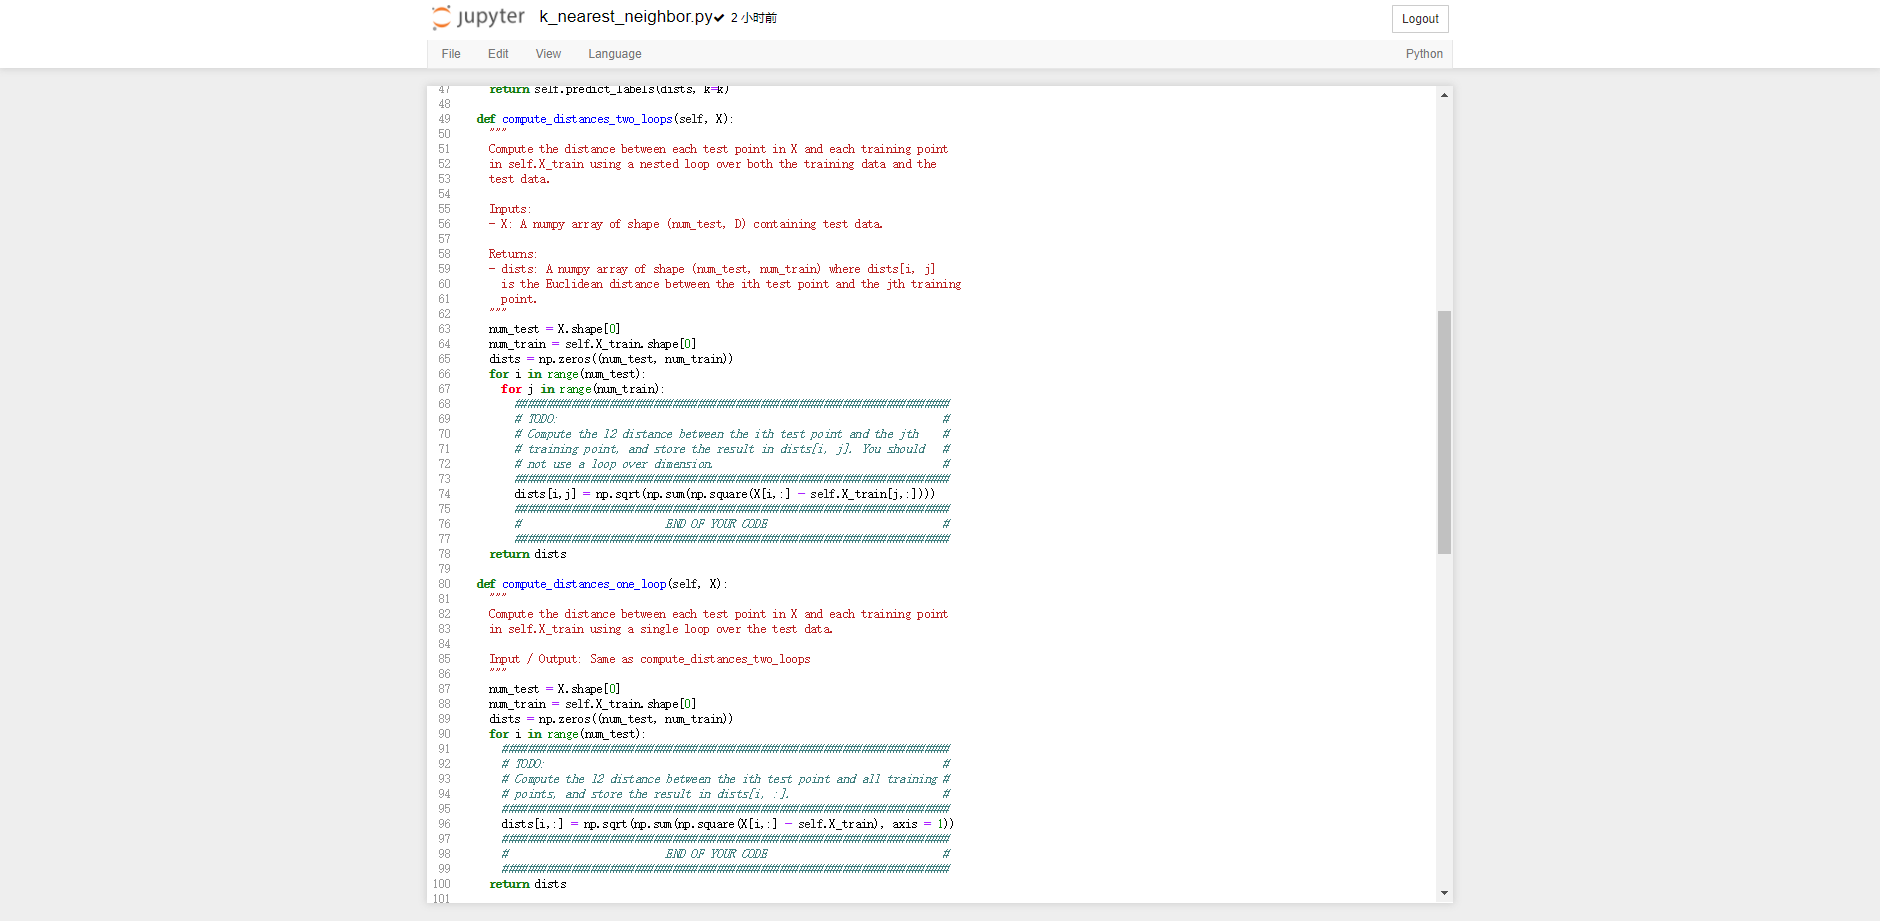 jupyter k_nearest_neighbor.py✔ 2 小时前 Logout
File Edit View Language Python
47 return self.predict_labels(dists, k=k)
48
49 def compute_distances_two_loops(self, X):
50 """
51 Compute the distance between each test point in X and each training point
52 in self.X_train using a nested loop over both the training data and the
53 test data.
54
55 Inputs:
56 - X: A numpy array of shape (num_test, D) containing test data.
57
58 Returns:
59 - dists: A numpy array of shape (num_test, num_train) where dists[i, j]
60 is the Euclidean distance between the ith test point and the jth training
61 point.
62 """
63 num_test = X.shape[0]
64 num_train = self.X_train.shape[0]
65 dists = np.zeros((num_test, num_train))
66 for i in range(num_test):
67 for j in range(num_train):
68 #####################################################################
69 # TODO: #
70 # Compute the l2 distance between the ith test point and the jth #
71 # training point, and store the result in dists[i, j]. You should #
72 # not use a loop over dimension. #
73 #####################################################################
74 dists[i,j] = np.sqrt(np.sum(np.square(X[i,:] - self.X_train[j,:])))
75 #####################################################################
76 # END OF YOUR CODE #
77 #####################################################################
78 return dists
79
80 def compute_distances_one_loop(self, X):
81 """
82 Compute the distance between each test point in X and each training point
83 in self.X_train using a single loop over the test data.
84
85 Input / Output: Same as compute_distances_two_loops
86 """
87 num_test = X.shape[0]
88 num_train = self.X_train.shape[0]
89 dists = np.zeros((num_test, num_train))
90 for i in range(num_test):
91 #######################################################################
92 # TODO: #
93 # Compute the l2 distance between the ith test point and all training #
94 # points, and store the result in dists[i, :]. #
95 #######################################################################
96 dists[i,:] = np.sqrt(np.sum(np.square(X[i,:] - self.X_train), axis = 1))
97 #######################################################################
98 # END OF YOUR CODE #
99 #######################################################################
100 return dists
101